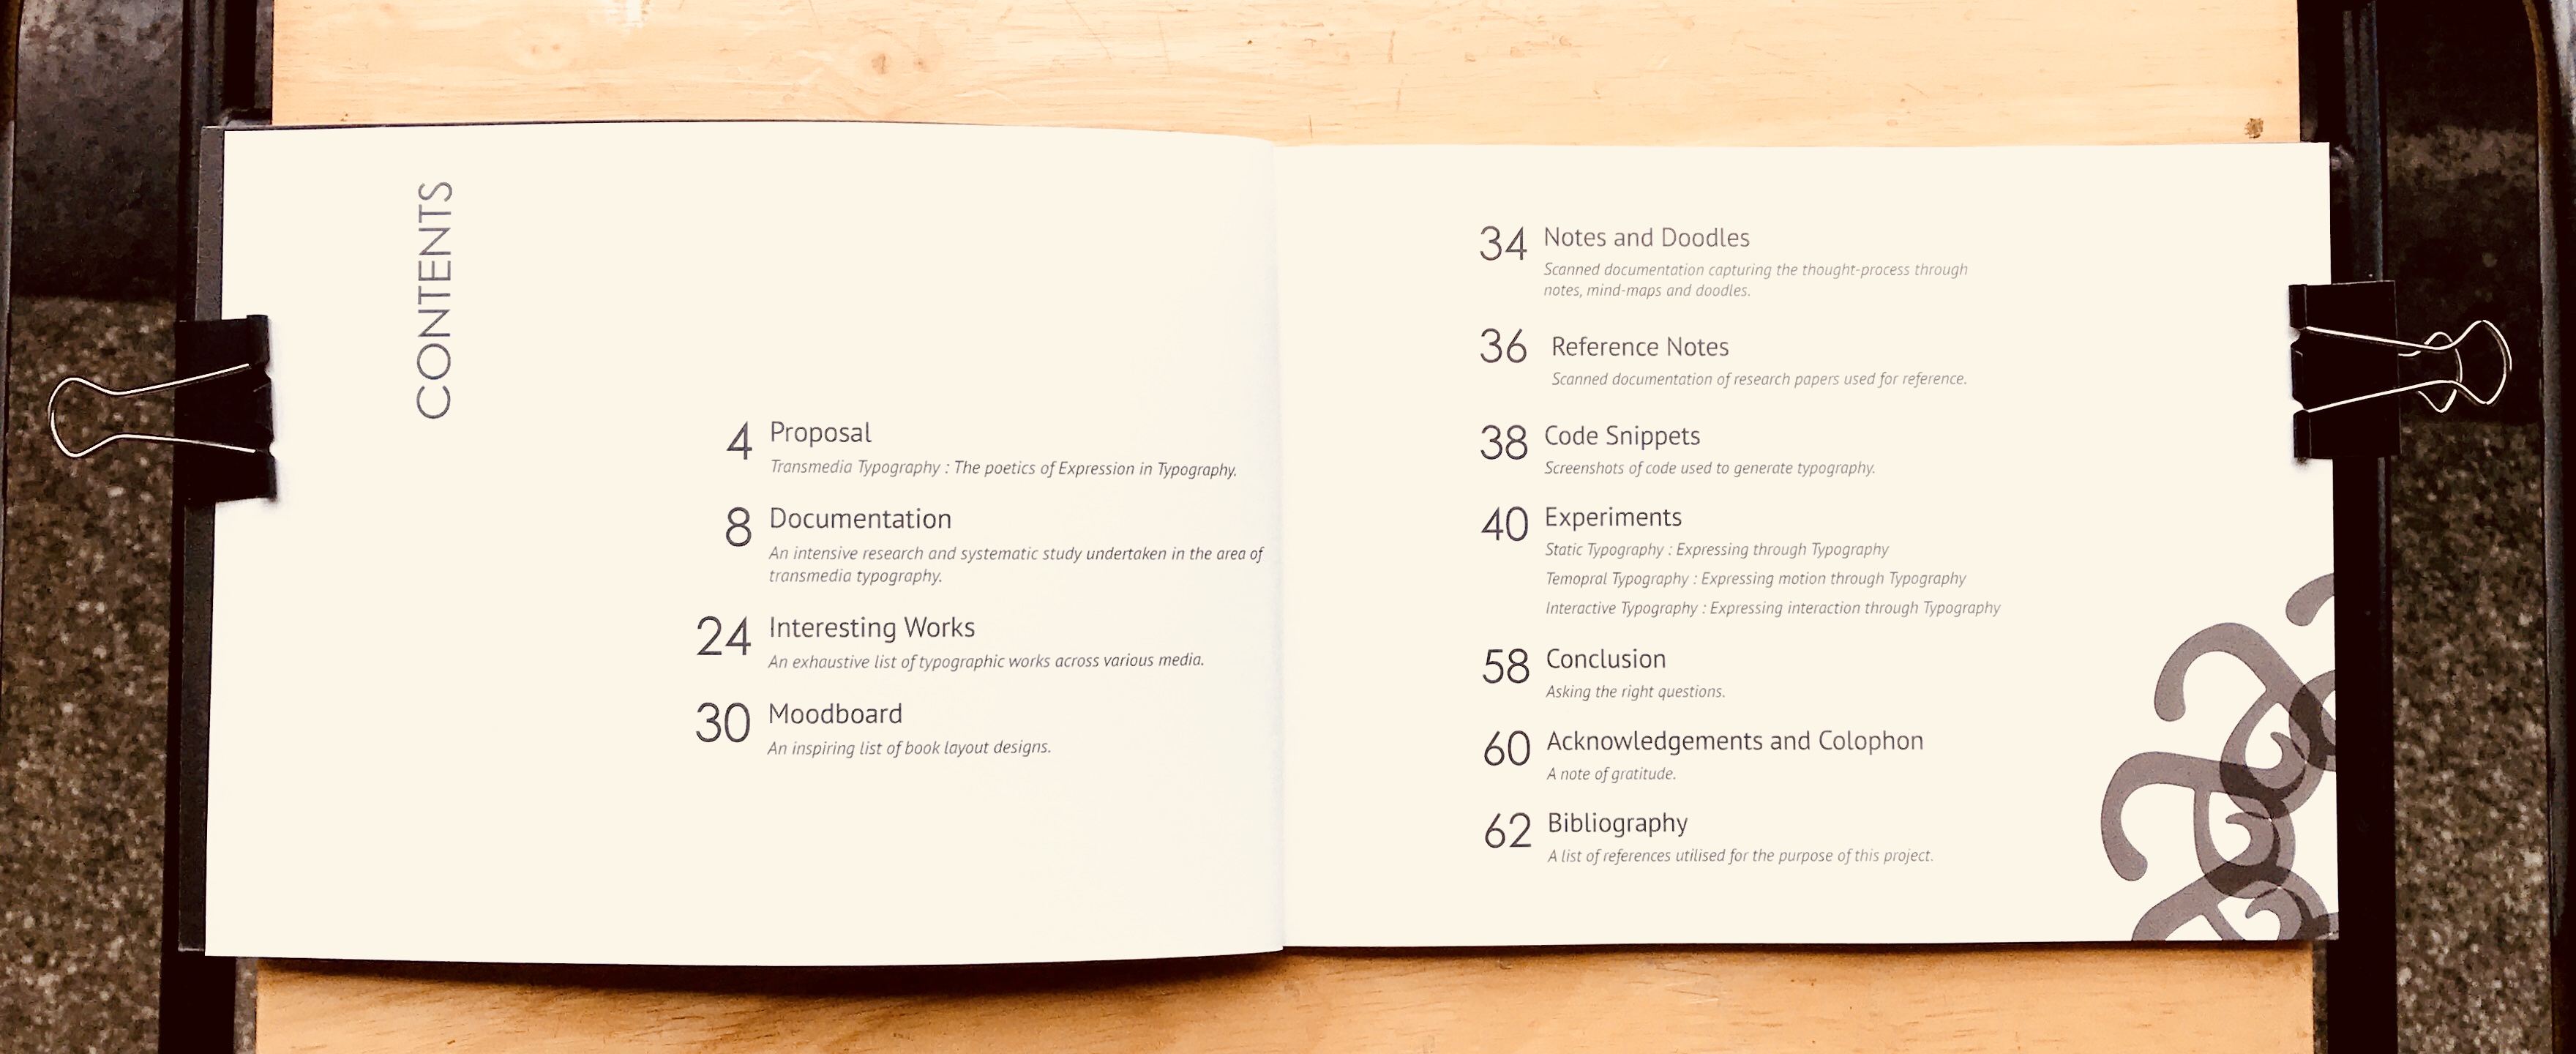 CONTENTS
4 Proposal
Transmedia Typography : The poetics of Expression in Typography.
8 Documentation
An intensive research and systematic study undertaken in the area of
transmedia typography.
24 Interesting Works
An exhaustive list of typographic works across various media.
30 Moodboard
An inspiring list of book layout designs.
34 Notes and Doodles
Scanned documentation capturing the thought-process through
notes, mind-maps and doodles.
36 Reference Notes
Scanned documentation of research papers used for reference.
38 Code Snippets
Screenshots of code used to generate typography.
40 Experiments
Static Typography : Expressing through Typography
Temopral Typography : Expressing motion through Typography
Interactive Typography : Expressing interaction through Typography
58 Conclusion
Asking the right questions.
60 Acknowledgements and Colophon
A note of gratitude.
62 Bibliography
A list of references utilised for the purpose of this project.